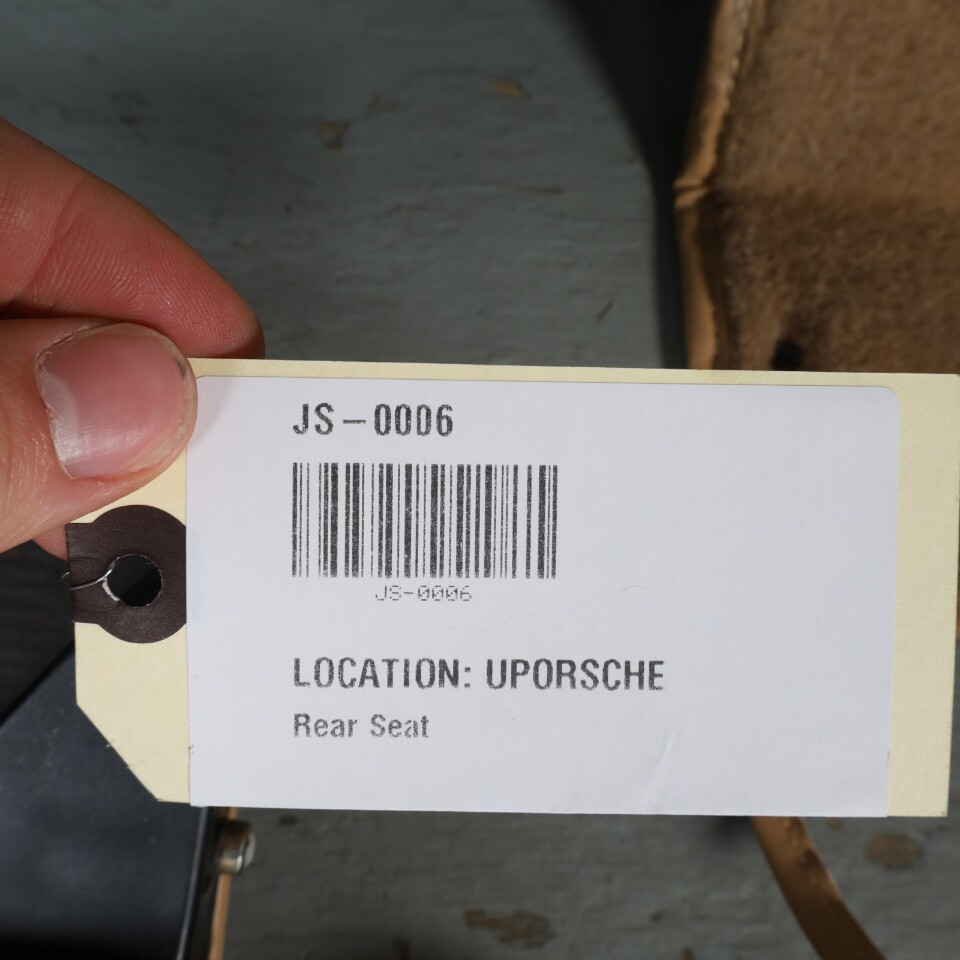 JS-0006
JS-0006
LOCATION: UPORSCHE
Rear Seat